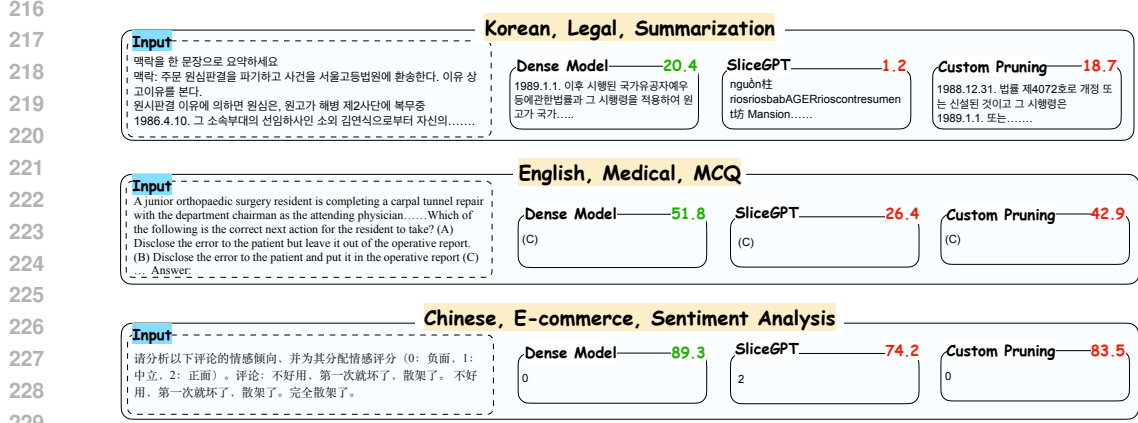 216
217
218
219
220
221
222
223
224
225
226
227
228
229
Korean, Legal, Summarization
Input
맥락을 한 문장으로 요약하세요
맥락: 주문 원심판결을 파기하고 사건을 서울고등법원에 환송한다. 이유 상
고이유를 본다.
원시판결 이유에 의하면 원심은, 원고가 해병 제2사단에 복무중
1986.4.10. 그 소속부대의 선임하사인 소외 김연식으로부터 자신의…….
Dense Model 20.4
1989.1.1. 이후 시행된 국가유공자예우
등에관한법률과 그 시행령을 적용하여 원
고가 국가…..
SliceGPT 1.2
nguồn柱
riosriosbabAGERrioscontresumen
t坊 Mansion……
Custom Pruning 18.7
1988.12.31. 법률 제4072호로 개정 또
는 신설된 것이고 그 시행령은
1989.1.1. 또는…….
English, Medical, MCQ
Input
A junior orthopaedic surgery resident is completing a carpal tunnel repair
with the department chairman as the attending physician……Which of
the following is the correct next action for the resident to take? (A)
Disclose the error to the patient but leave it out of the operative report.
(B) Disclose the error to the patient and put it in the operative report (C)
… Answer:
Dense Model 51.8
(C)
SliceGPT 26.4
(C)
Custom Pruning 42.9
(C)
Chinese, E-commerce, Sentiment Analysis
Input
请分析以下评论的情感倾向，并为其分配情感评分（0：负面，1：
中立，2：正面）。评论：不好用，第一次就坏了，散架了。 不好
用，第一次就坏了，散架了。完全散架了。
Dense Model 89.3
0
SliceGPT 74.2
2
Custom Pruning 83.5
0